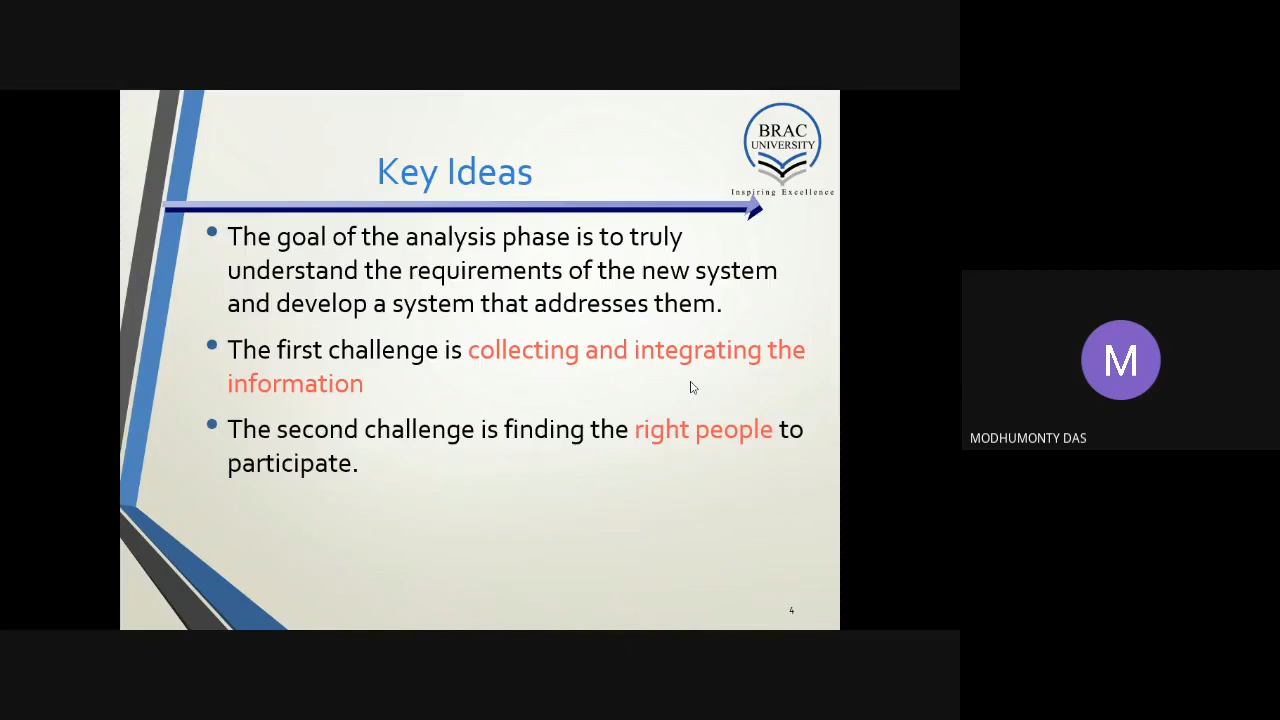 BRAC
UNIVERSITY
Inspiring Excellence
Key Ideas
The goal of the analysis phase is to truly
understand the requirements of the new system
and develop a system that addresses them.
The first challenge is collecting and integrating the
information
The second challenge is finding the right people to
participate.
4
M
MODHUMONTY DAS